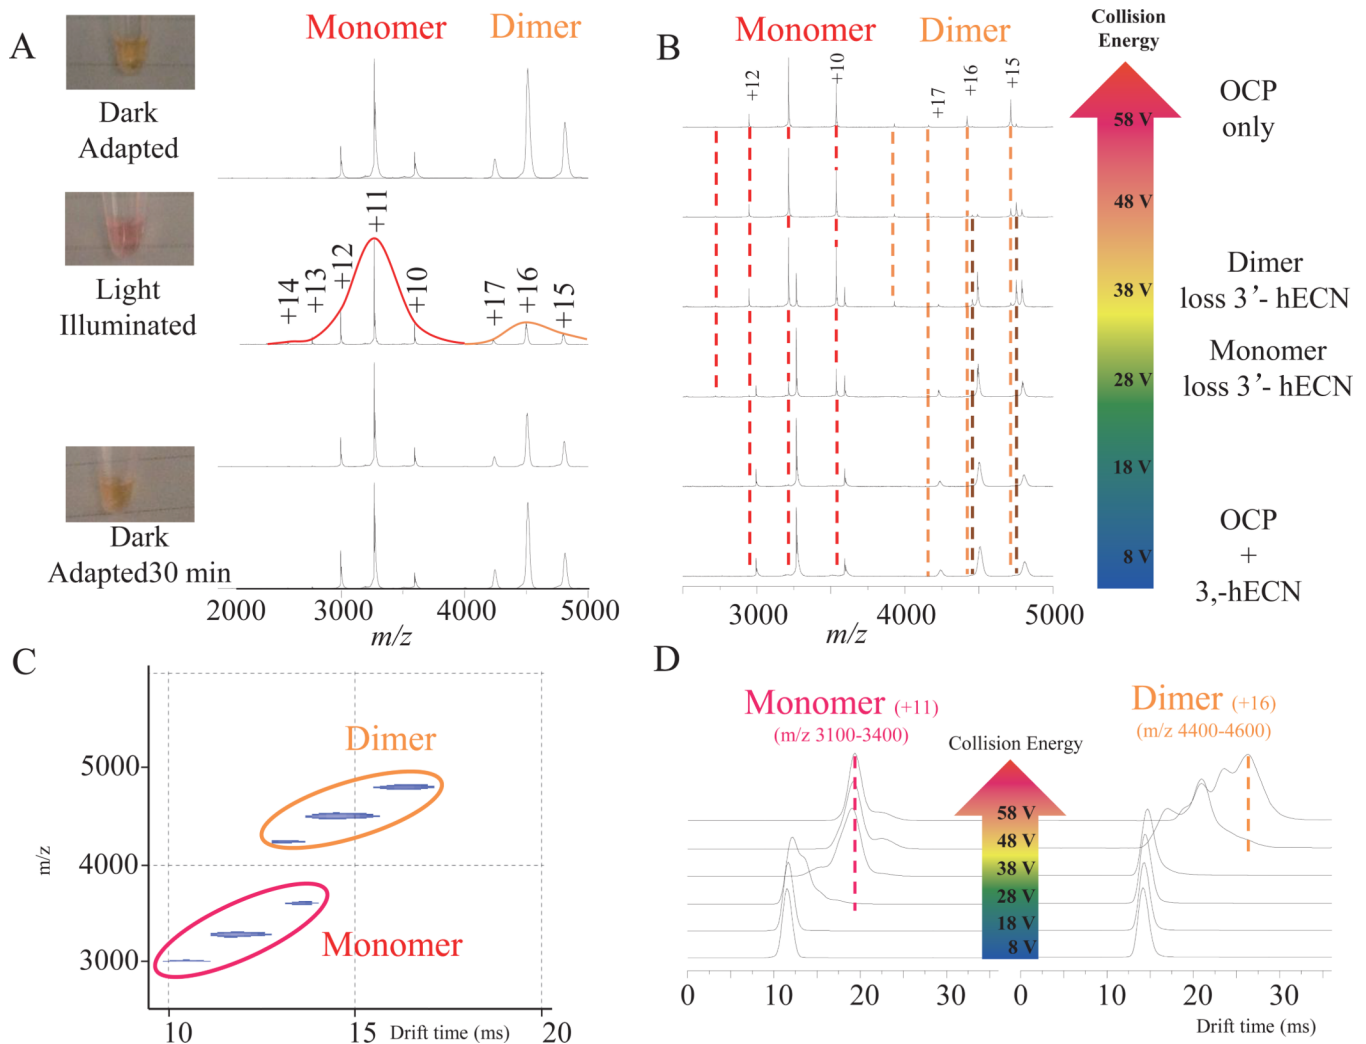 A
Monomer
Dimer
Dark
Adapted
Light
Illuminated
+14
+13
+12
+11
+10
+17
+16
+15
Dark
Adapted30 min
2000
3000
4000
5000
m/z
B
Monomer
Dimer
+12
+10
+17
+16
+15
Collision
Energy
58 V
48 V
38 V
28 V
18 V
8 V
OCP
only
Dimer
loss 3’- hECN
Monomer
loss 3’- hECN
OCP
+
3,-hECN
3000
4000
5000
m/z
C
Dimer
Monomer
5000
4000
3000
m/z
10
15
20
Drift time (ms)
D
Monomer (+11)
(m/z 3100-3400)
Collision Energy
Dimer (+16)
(m/z 4400-4600)
58 V
48 V
38 V
28 V
18 V
8 V
0
10
20
30
0
10
20
30
Drift time (ms)